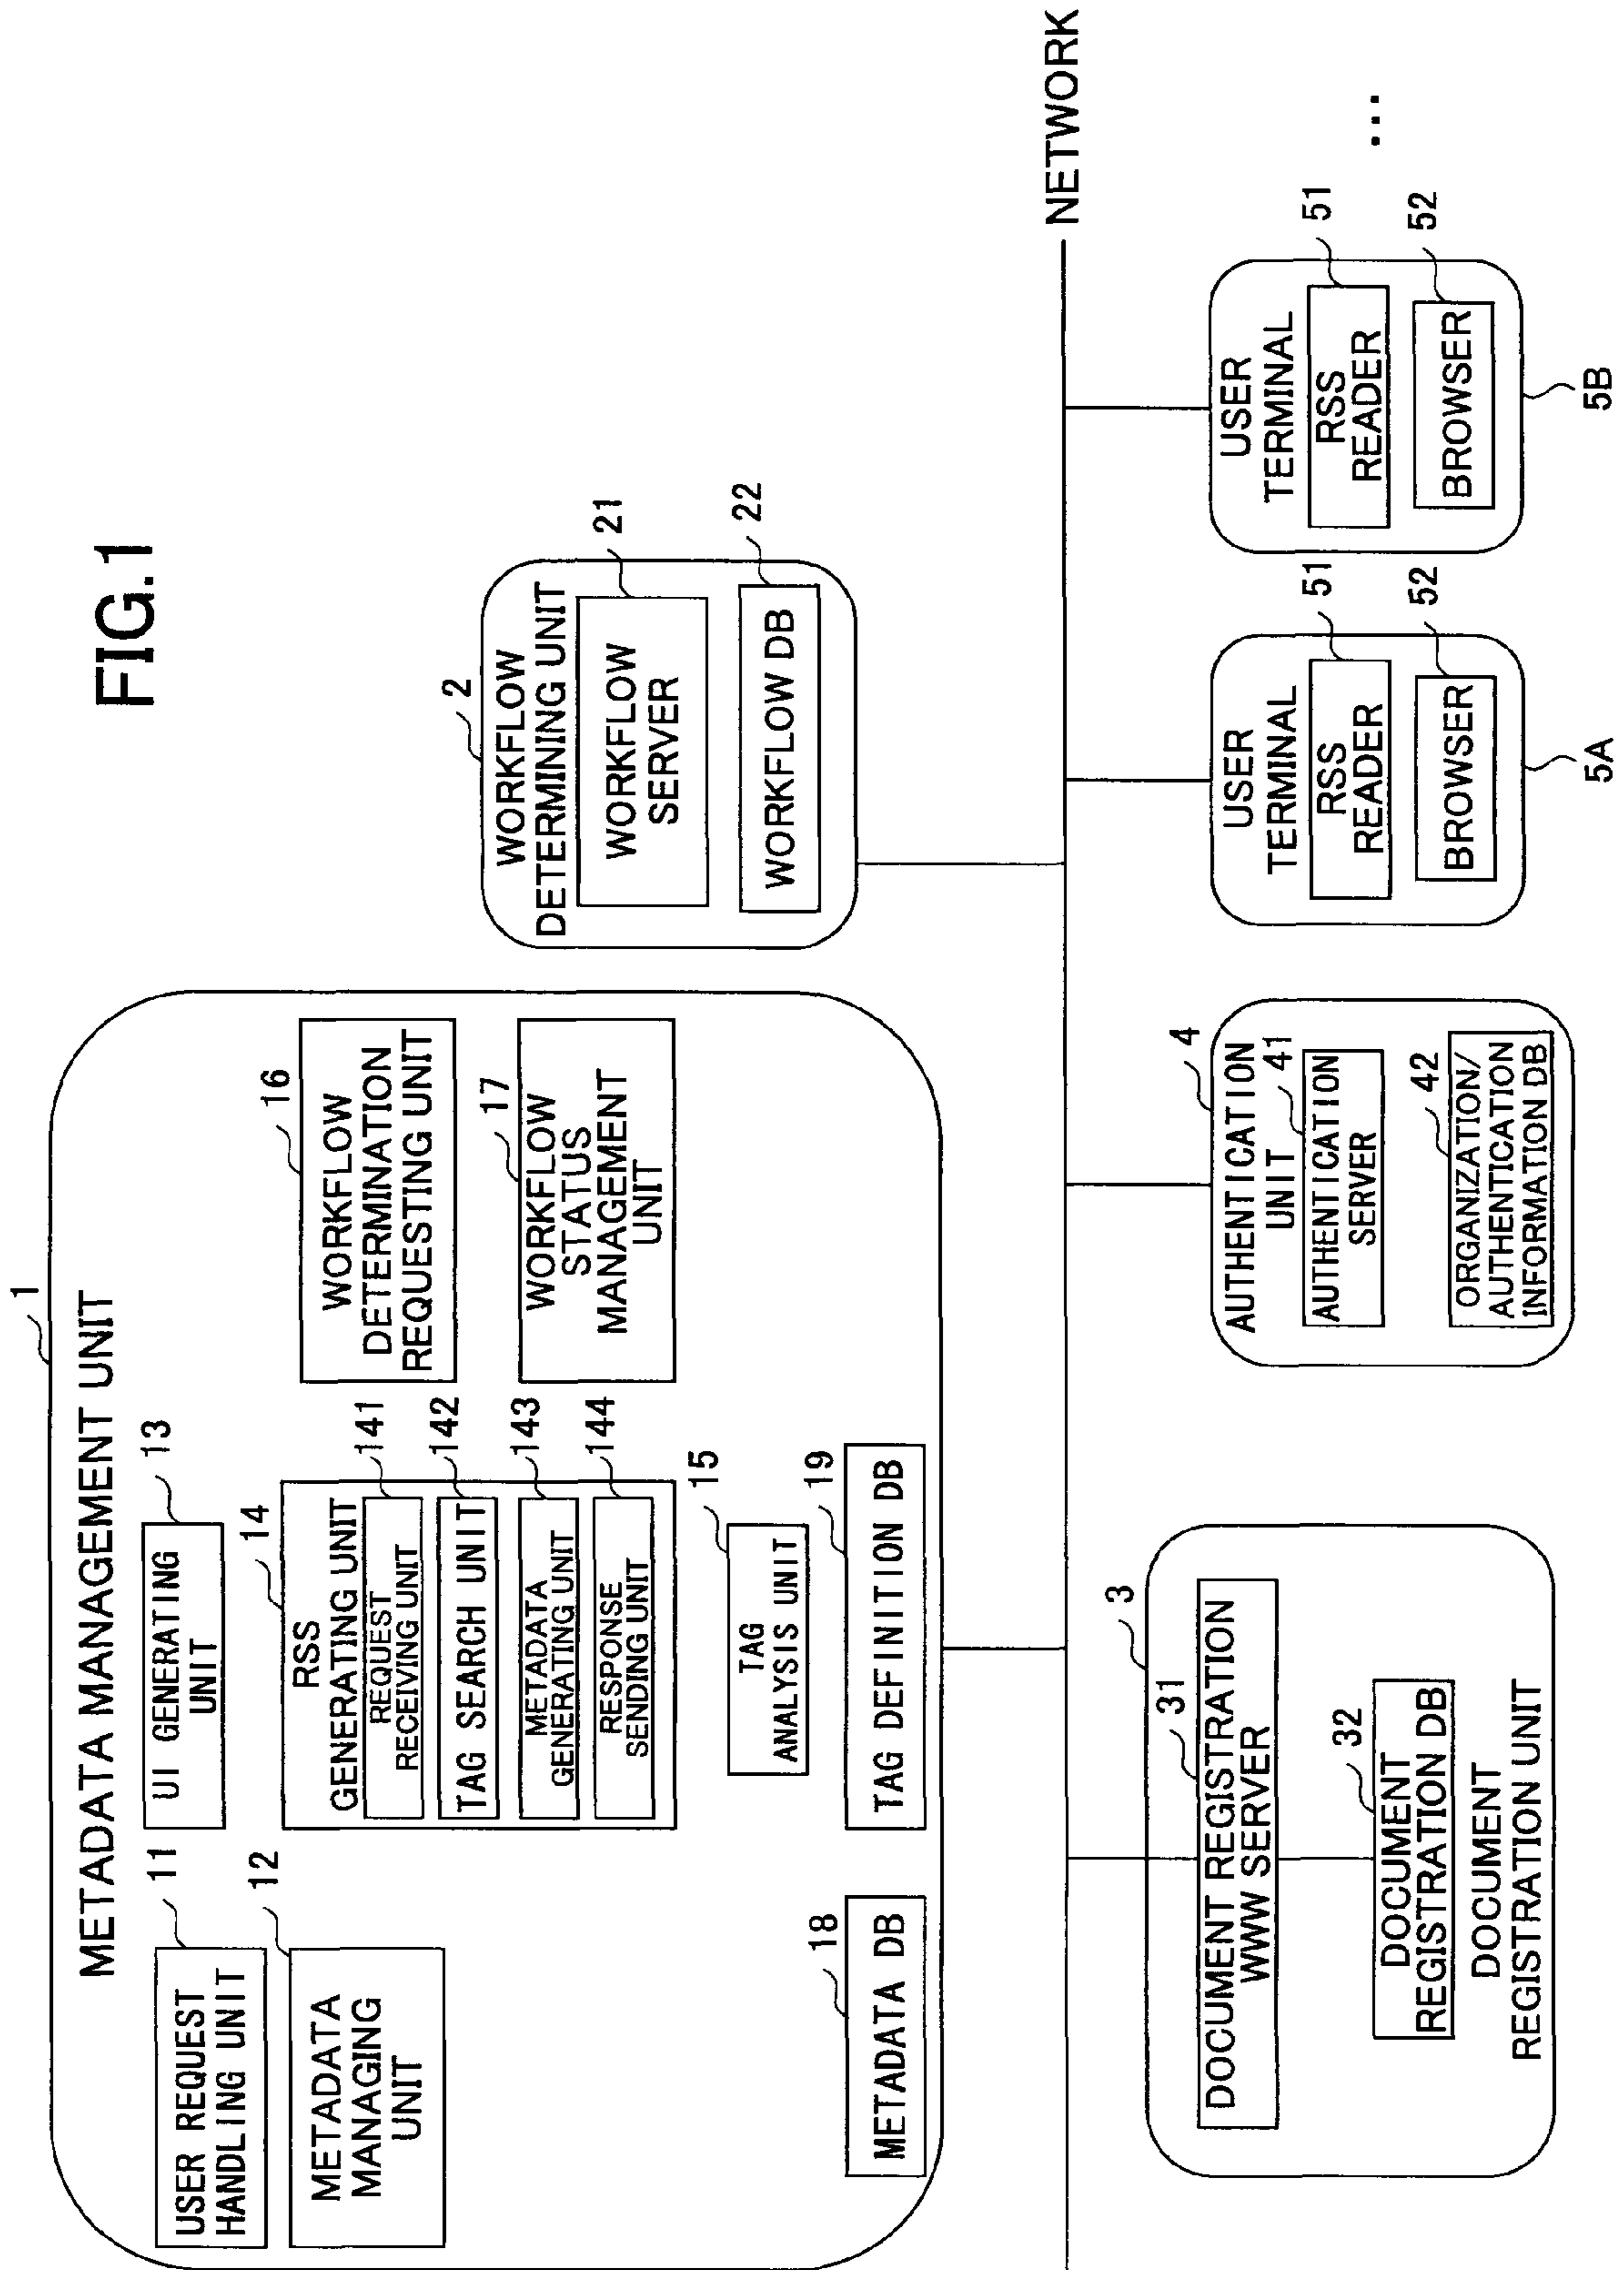 FIG.1
1
METADATA MANAGEMENT UNIT
11
USER REQUEST
HANDLING UNIT
12
METADATA
MANAGING
UNIT
13
UI GENERATING
UNIT
14
RSS
GENERATING UNIT
141
REQUEST
RECEIVING UNIT
142
TAG SEARCH UNIT
143
METADATA
GENERATING UNIT
144
RESPONSE
SENDING UNIT
15
TAG
ANALYSIS UNIT
16
WORKFLOW
DETERMINATION
REQUESTING UNIT
17
WORKFLOW
STATUS
MANAGEMENT
UNIT
18
METADATA DB
19
TAG DEFINITION DB
2
WORKFLOW
DETERMINING UNIT
21
WORKFLOW
SERVER
22
WORKFLOW DB
NETWORK
3
31
DOCUMENT REGISTRATION
WWW SERVER
32
DOCUMENT
REGISTRATION DB
DOCUMENT
REGISTRATION UNIT
4
AUTHENTICATION
UNIT
41
AUTHENTICATION
SERVER
42
ORGANIZATION/
AUTHENTICATION
INFORMATION DB
USER
TERMINAL
51
RSS
READER
52
BROWSER
5A
USER
TERMINAL
51
RSS
READER
52
BROWSER
5B
...